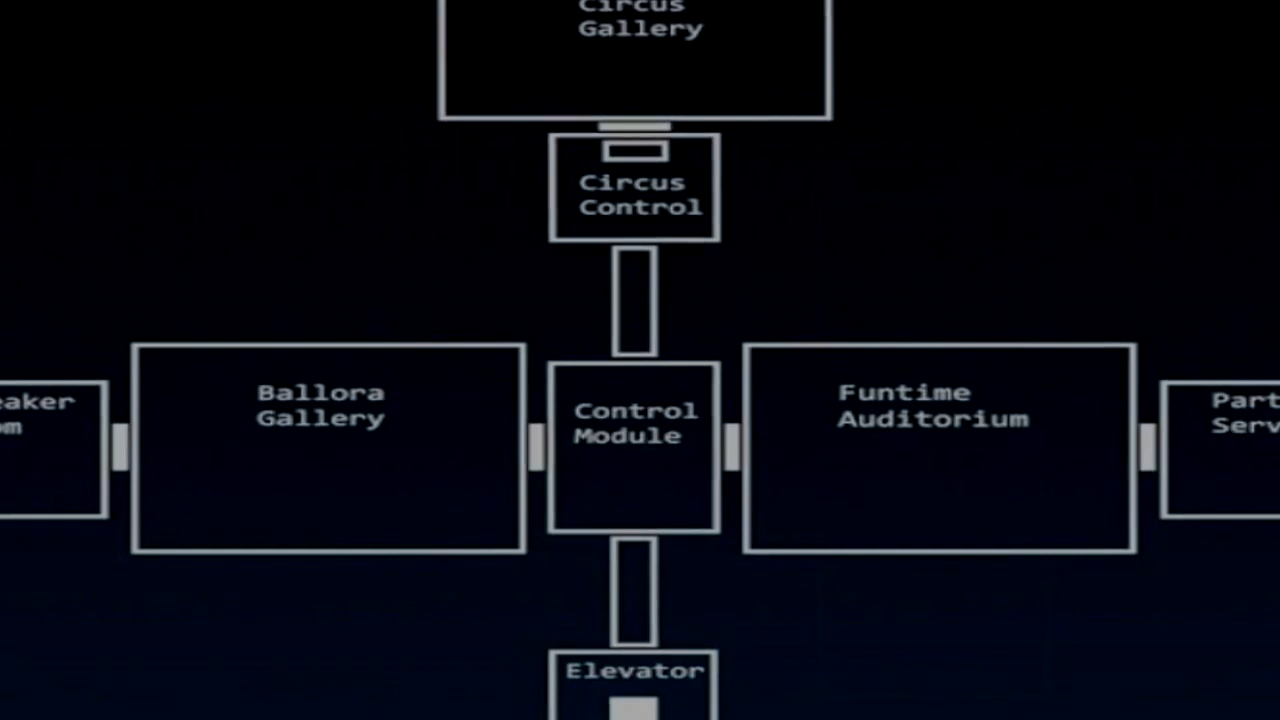 Circus
Gallery
Circus
Control
Ballora
Gallery
Control
Module
Funtime
Auditorium
eaker
om
Part
Serv
Elevator